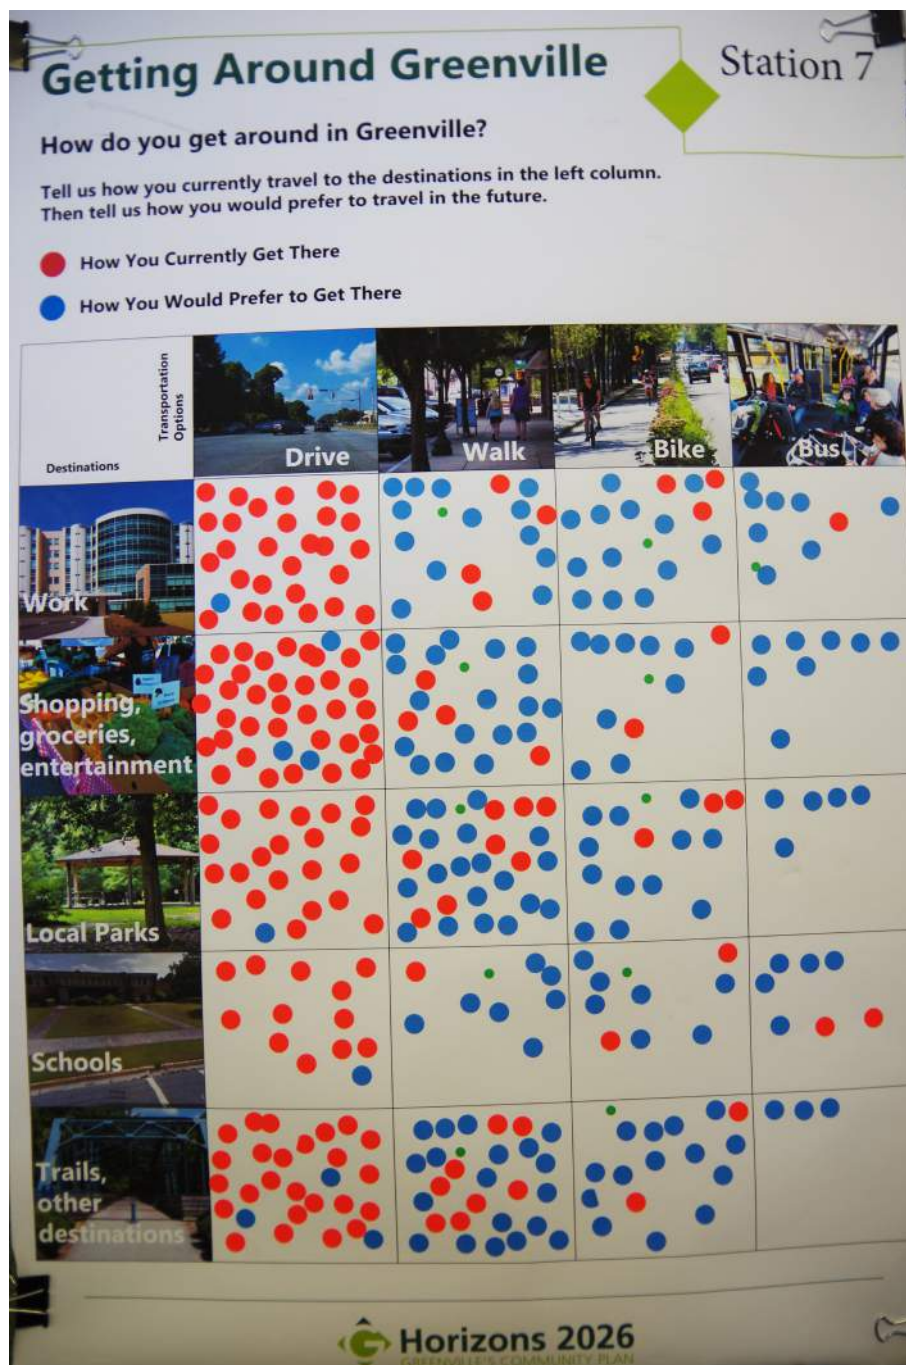 Getting Around Greenville
Station 7
How do you get around in Greenville?
Tell us how you currently travel to the destinations in the left column.
Then tell us how you would prefer to travel in the future.
How You Currently Get There
How You Would Prefer to Get There
Transportation
Options
Destinations
Drive
Walk
Bike
Bus
Work
Shopping,
groceries,
entertainment
Local Parks
Schools
Trails,
other
destinations
G Horizons 2026
GREENVILLE'S COMMUNITY PLAN